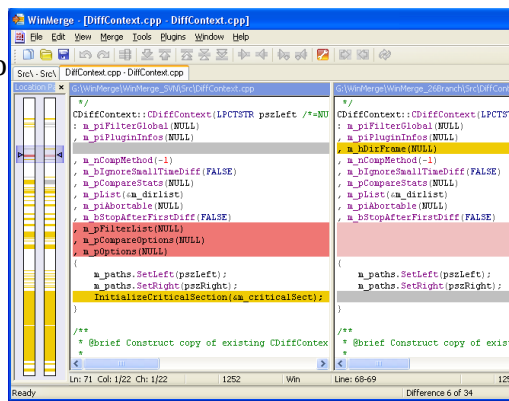 WinMerge - [DiffContext.cpp - DiffContext.cpp]
File Edit View Merge Tools Plugins Window Help
Src\ - Src\ DiffContext.cpp - DiffContext.cpp
Location P x G:\WinMerge\WinMerge_SVN\Src\DiffContext.cpp
*/
CDiffContext::CDiffContext(LPCTSTR pszLeft /*=NU
: m_piFilterGlobal(NULL)
, m_piPluginInfos(NULL)
, m_nCompMethod(-1)
, m_bIgnoreSmallTimeDiff(FALSE)
, m_pCompareStats(NULL)
, m_pList(&m_dirlist)
, m_piAbortable(NULL)
, m_bStopAfterFirstDiff(FALSE)
, m_pFilterList(NULL)
, m_pCompareOptions(NULL)
, m_pOptions(NULL)
{
m_paths.SetLeft(pszLeft);
m_paths.SetRight(pszRight);
InitializeCriticalSection(&m_criticalSect);
}
/**
* @brief Construct copy of existing CDiffContex
*
Ln: 71 Col: 1/22 Ch: 1/22 1252 Win
G:\WinMerge\WinMerge_26Branch\Src\DiffCont
*/
CDiffContext::CDiffContext(LPCT
: m_piFilterGlobal(NULL)
, m_piPluginInfos(NULL)
, m_hDirFrame(NULL)
, m_nCompMethod(-1)
, m_bIgnoreSmallTimeDiff(FALSE)
, m_pCompareStats(NULL)
, m_pList(&m_dirlist)
, m_piAbortable(NULL)
, m_bStopAfterFirstDiff(FALSE)
{
m_paths.SetLeft(pszLeft);
m_paths.SetRight(pszRight);
}
/**
* @brief Construct copy of exis
*
Line: 68-69 125
Ready Difference 6 of 34